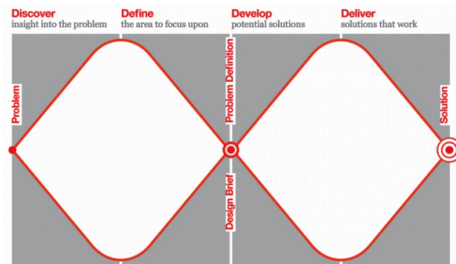 Discover
insight into the problem
Define
the area to focus upon
Develop
potential solutions
Deliver
solutions that work
Problem
Problem Definition
Design Brief
Solution